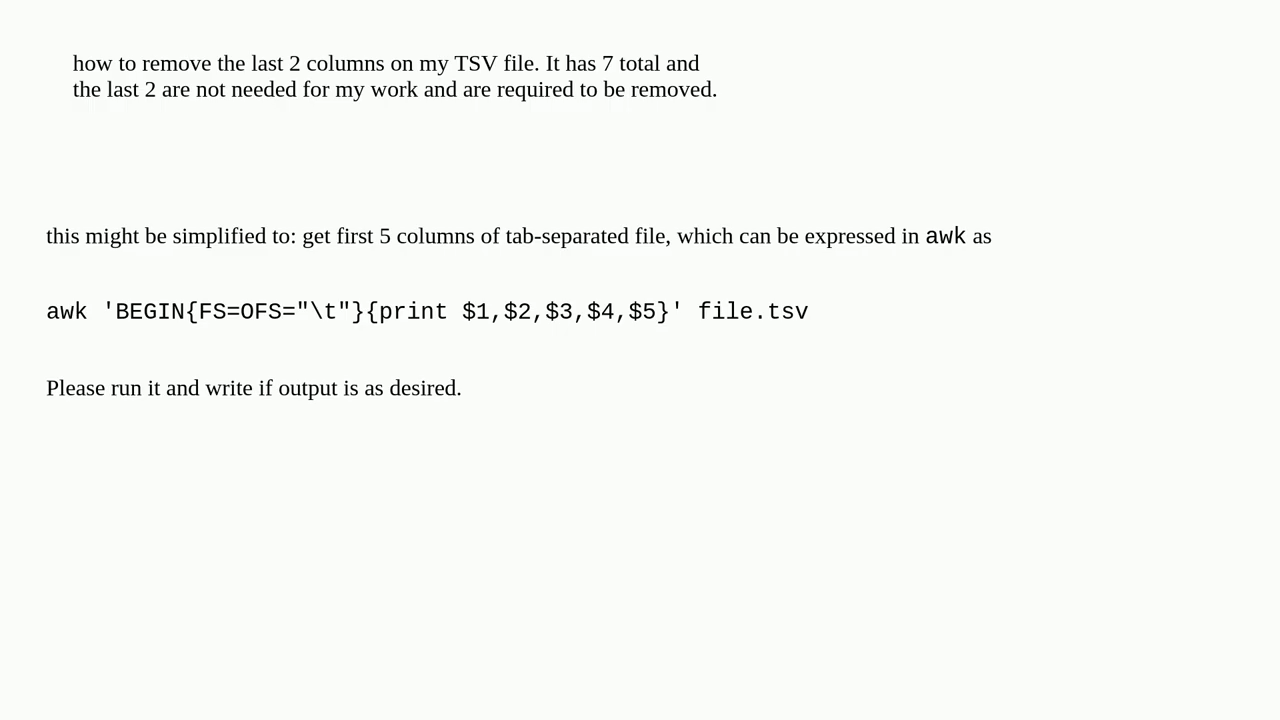 how to remove the last 2 columns on my TSV file. It has 7 total and
the last 2 are not needed for my work and are required to be removed.
this might be simplified to: get first 5 columns of tab-separated file, which can be expressed in awk as
awk 'BEGIN{FS=OFS="\t"}{print $1,$2,$3,$4,$5}' file.tsv
Please run it and write if output is as desired.